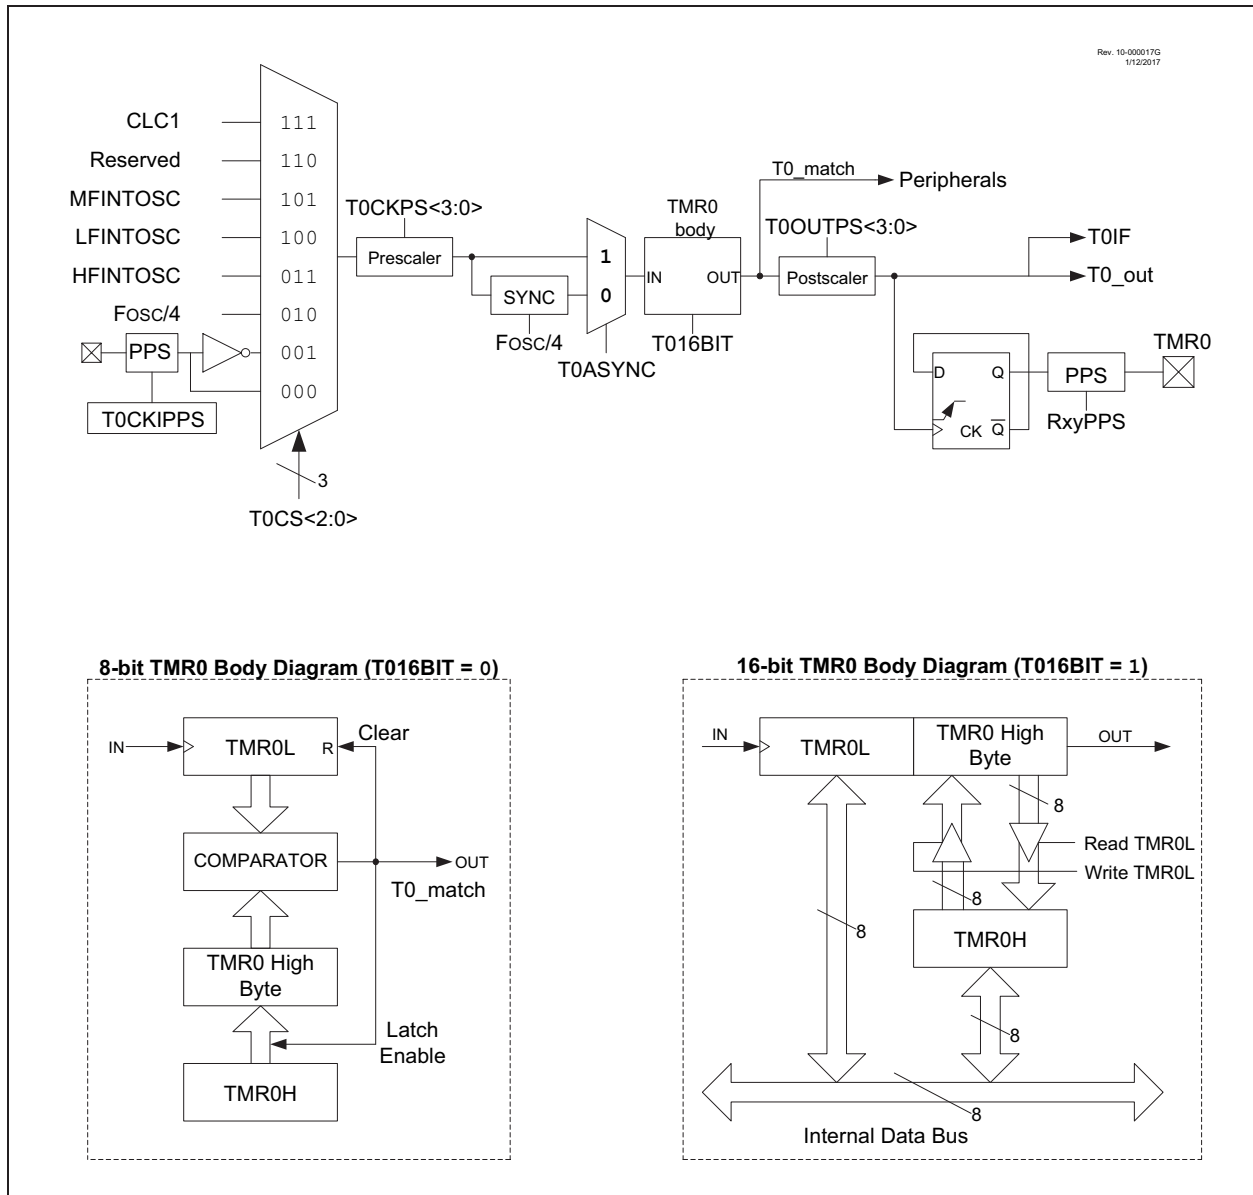 Rev. 10-000017G
1/12/2017
CLC1
111
Reserved
110
MFINTOSC
101
LFINTOSC
100
HFINTOSC
011
FOSC/4
010
PPS
001
000
T0CKIPPS
3
T0CS<2:0>
T0CKPS<3:0>
Prescaler
SYNC
FOSC/4
1
0
T0ASYNC
TMR0
body
IN
OUT
T016BIT
T0_match
Peripherals
T0OUTPS<3:0>
Postscaler
T0IF
T0_out
D
Q
CK
Q
PPS
RxyPPS
TMR0
8-bit TMR0 Body Diagram (T016BIT = 0)
IN
TMR0L
R
Clear
COMPARATOR
OUT
T0_match
TMR0 High
Byte
Latch
Enable
TMR0H
16-bit TMR0 Body Diagram (T016BIT = 1)
IN
TMR0L
TMR0 High
Byte
OUT
8
Read TMR0L
Write TMR0L
8
8
TMR0H
8
8
Internal Data Bus